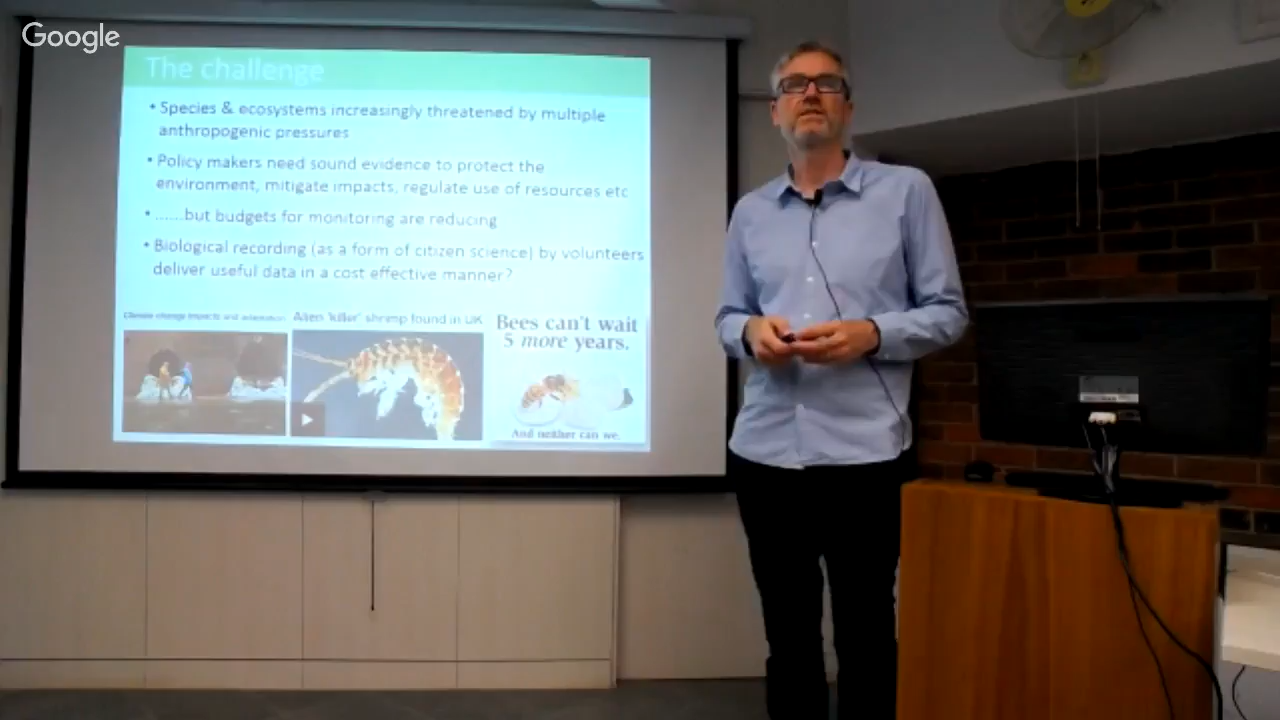 Google
The challenge
• Species & ecosystems increasingly threatened by multiple
anthropogenic pressures
• Policy makers need sound evidence to protect the
environment, mitigate impacts, regulate use of resources etc
• ......but budgets for monitoring are reducing
• Biological recording (as a form of citizen science) by volunteers
deliver useful data in a cost effective manner?
Climate change impacts and adaptation
Alien 'killer' shrimp found in UK
Bees can't wait
5 more years.
And neither can we.